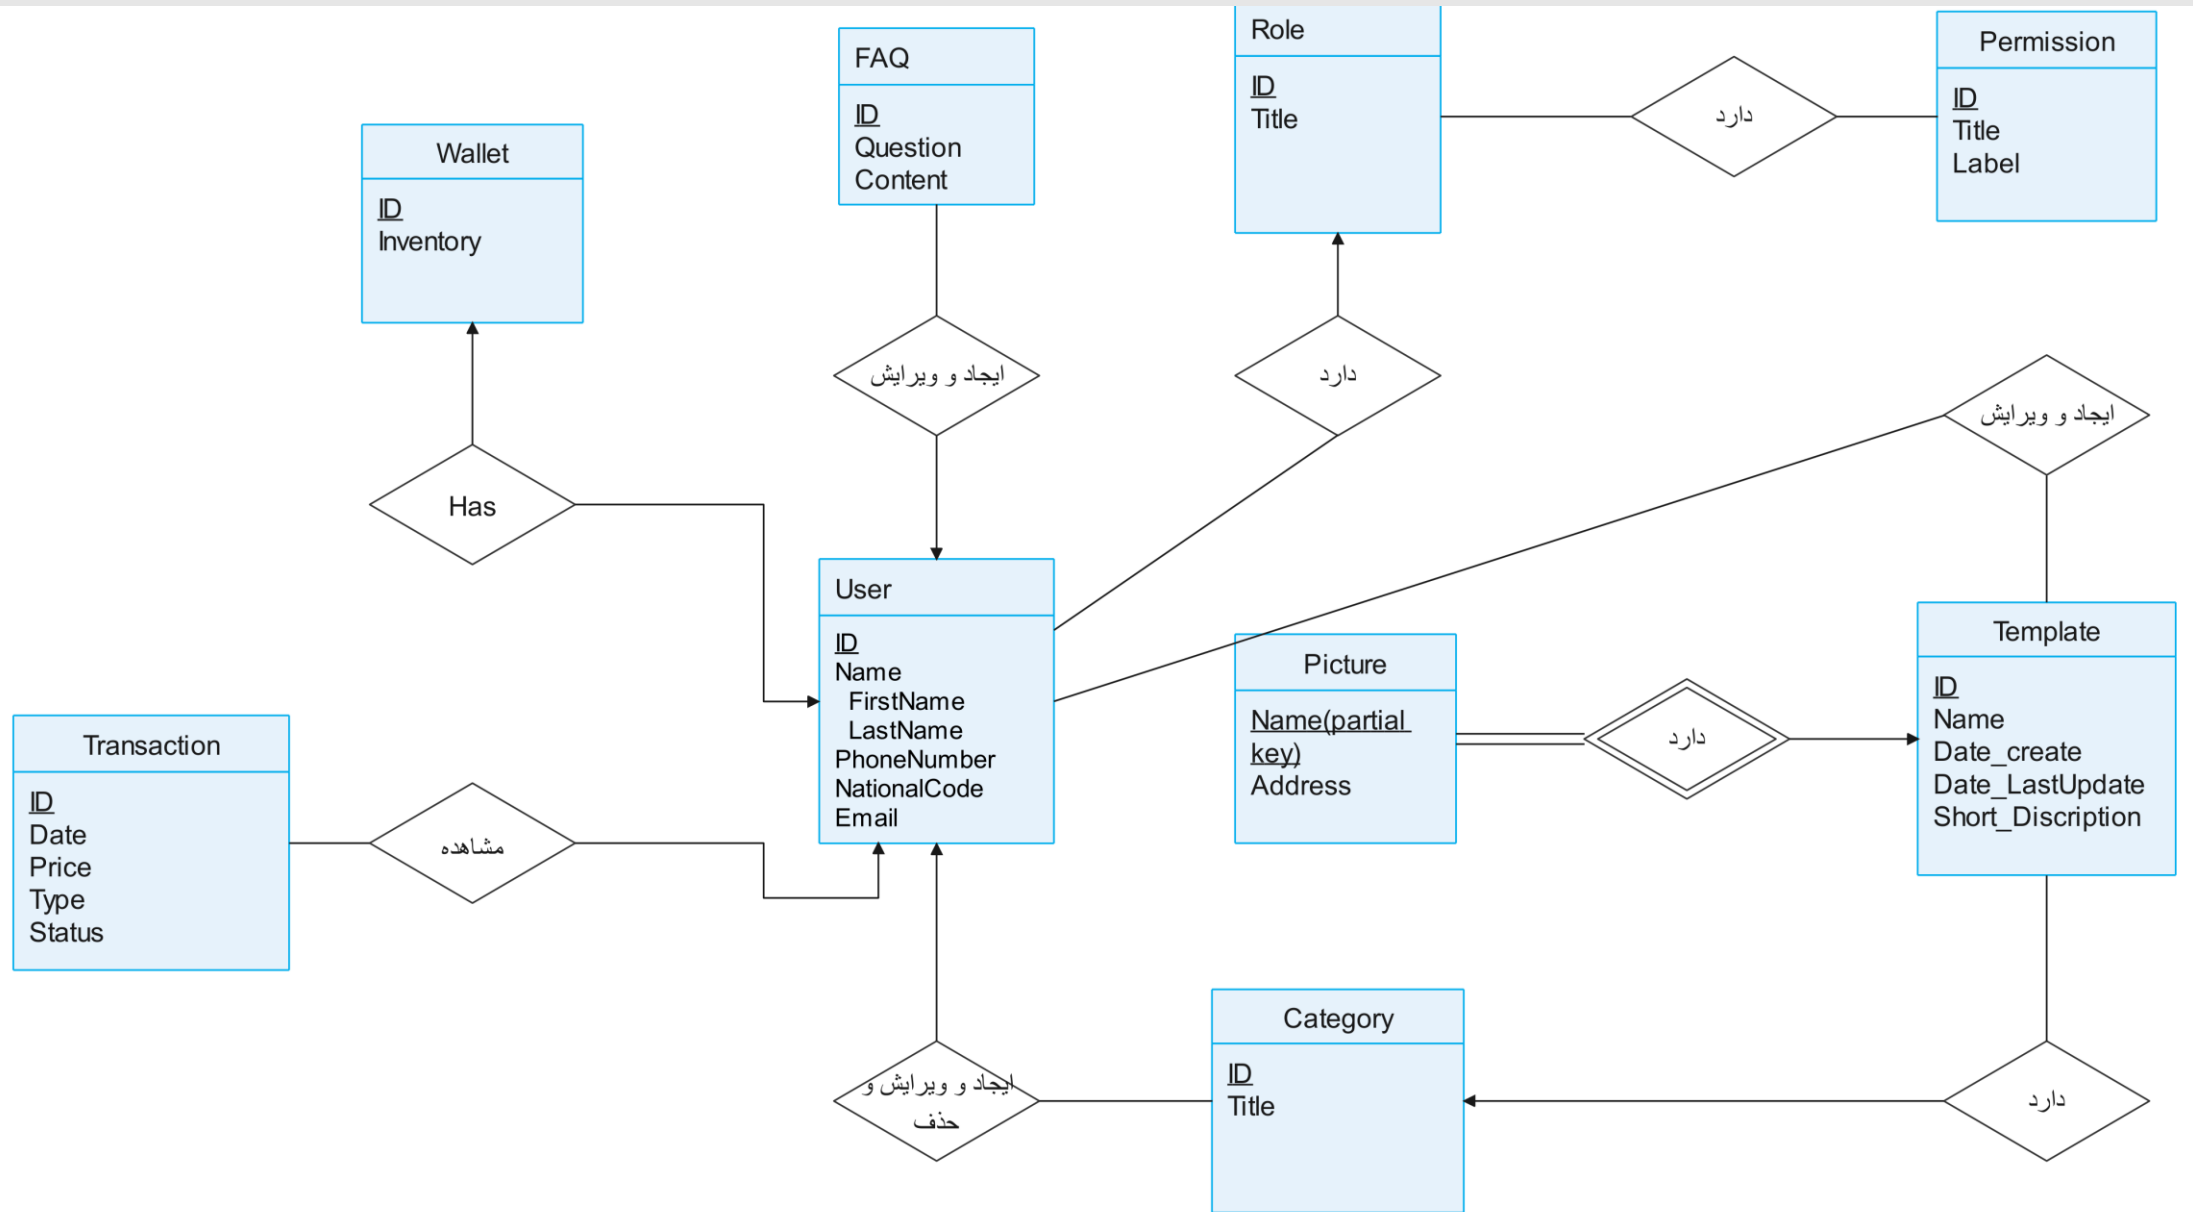 Role
ID
Title
Permission
ID
Title
Label
دارد
FAQ
ID
Question
Content
Wallet
ID
Inventory
ایجاد و ویرایش
دارد
ایجاد و ویرایش
Has
User
ID
Name
FirstName
LastName
PhoneNumber
NationalCode
Email
Picture
Name(partial
key)
Address
دارد
Template
ID
Name
Date_create
Date_LastUpdate
Short_Discription
Transaction
ID
Date
Price
Type
Status
مشاهده
ایجاد و ویرایش و
حذف
Category
ID
Title
دارد